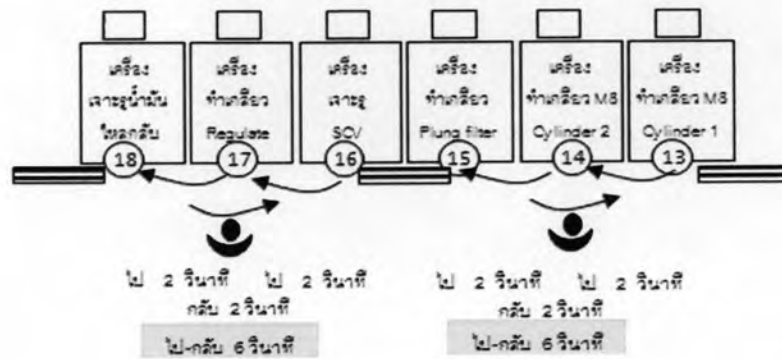 เครื่อง
เจาะรูน้ำมัน
ไหลกลับ
18
เครื่อง
ทำเกลียว
Regulate
17
เครื่อง
เจาะรู
SCV
16
เครื่อง
ทำเกลียว
Plung filter
15
เครื่อง
ทำเกลียว M8
Cylinder 2
14
เครื่อง
ทำเกลียว M8
Cylinder 1
13
ไป 2 วินาที ไป 2 วินาที
กลับ 2 วินาที
ไป-กลับ 6 วินาที
ไป 2 วินาที ไป 2 วินาที
กลับ 2 วินาที
ไป-กลับ 6 วินาที